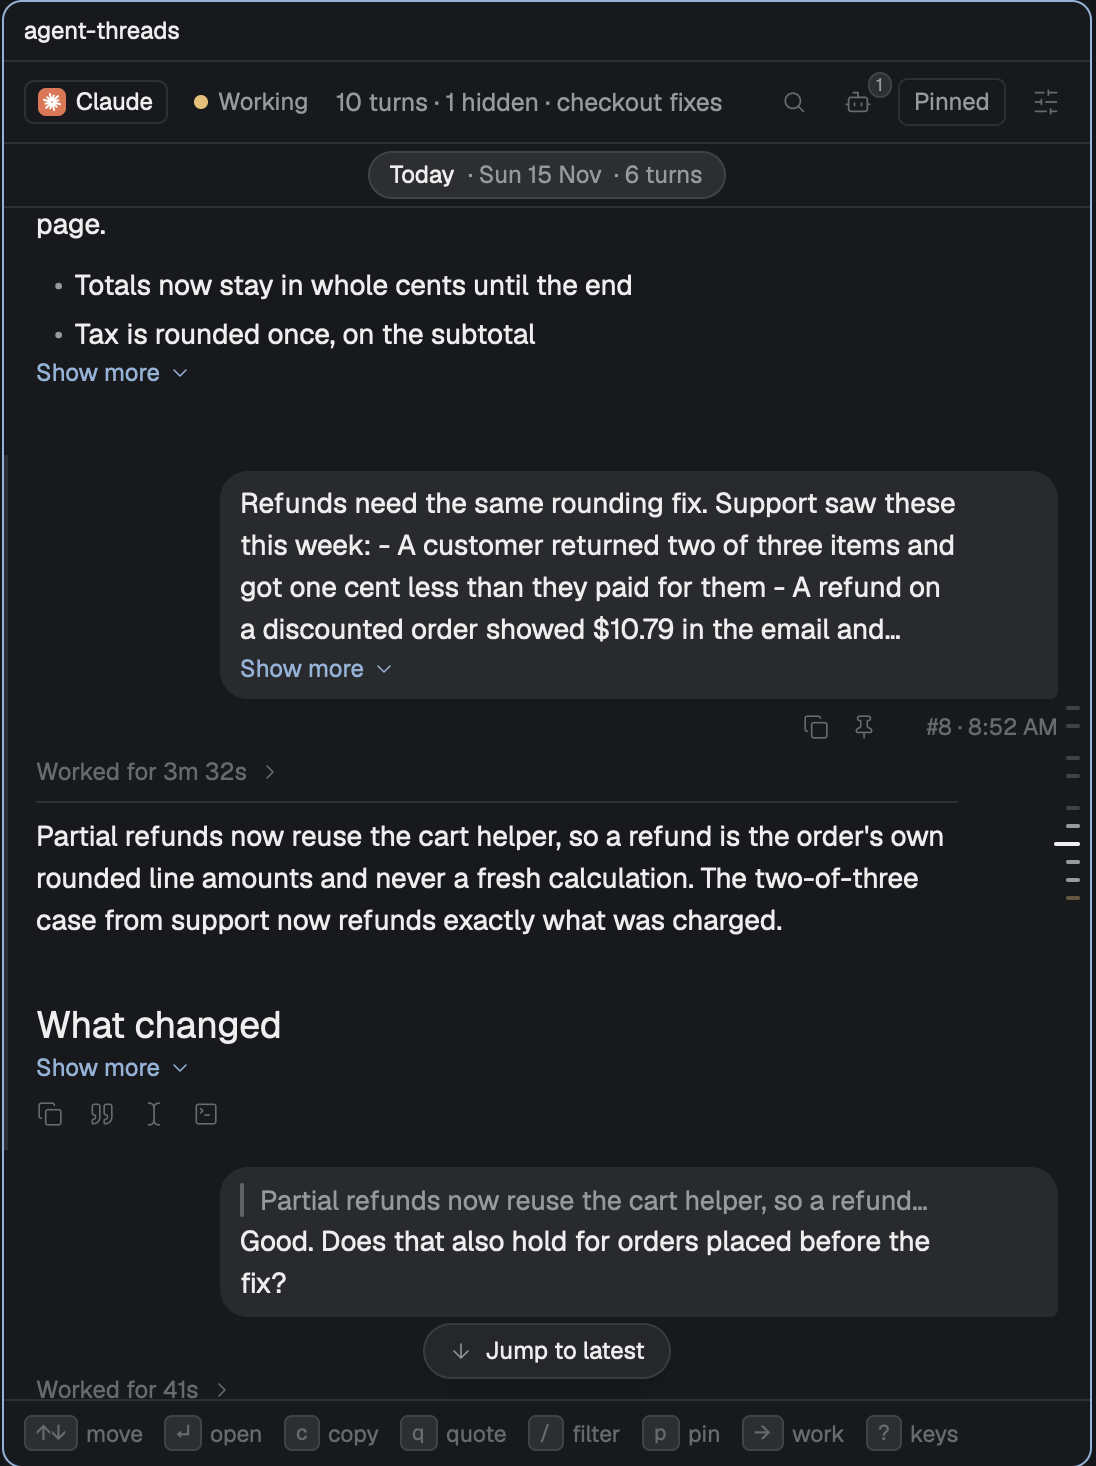 agent-threads
Claude
Working
10 turns · 1 hidden · checkout fixes
1
Pinned
Today · Sun 15 Nov · 6 turns
page.
• Totals now stay in whole cents until the end
• Tax is rounded once, on the subtotal
Show more
Refunds need the same rounding fix. Support saw these
this week: - A customer returned two of three items and
got one cent less than they paid for them - A refund on
a discounted order showed $10.79 in the email and…
Show more
#8 · 8:52 AM
Worked for 3m 32s
Partial refunds now reuse the cart helper, so a refund is the order's own
rounded line amounts and never a fresh calculation. The two-of-three
case from support now refunds exactly what was charged.
What changed
Show more
Partial refunds now reuse the cart helper, so a refund…
Good. Does that also hold for orders placed before the
fix?
↓ Jump to latest
Worked for 41s
↑↓ move ↵ open c copy q quote / filter p pin → work ? keys